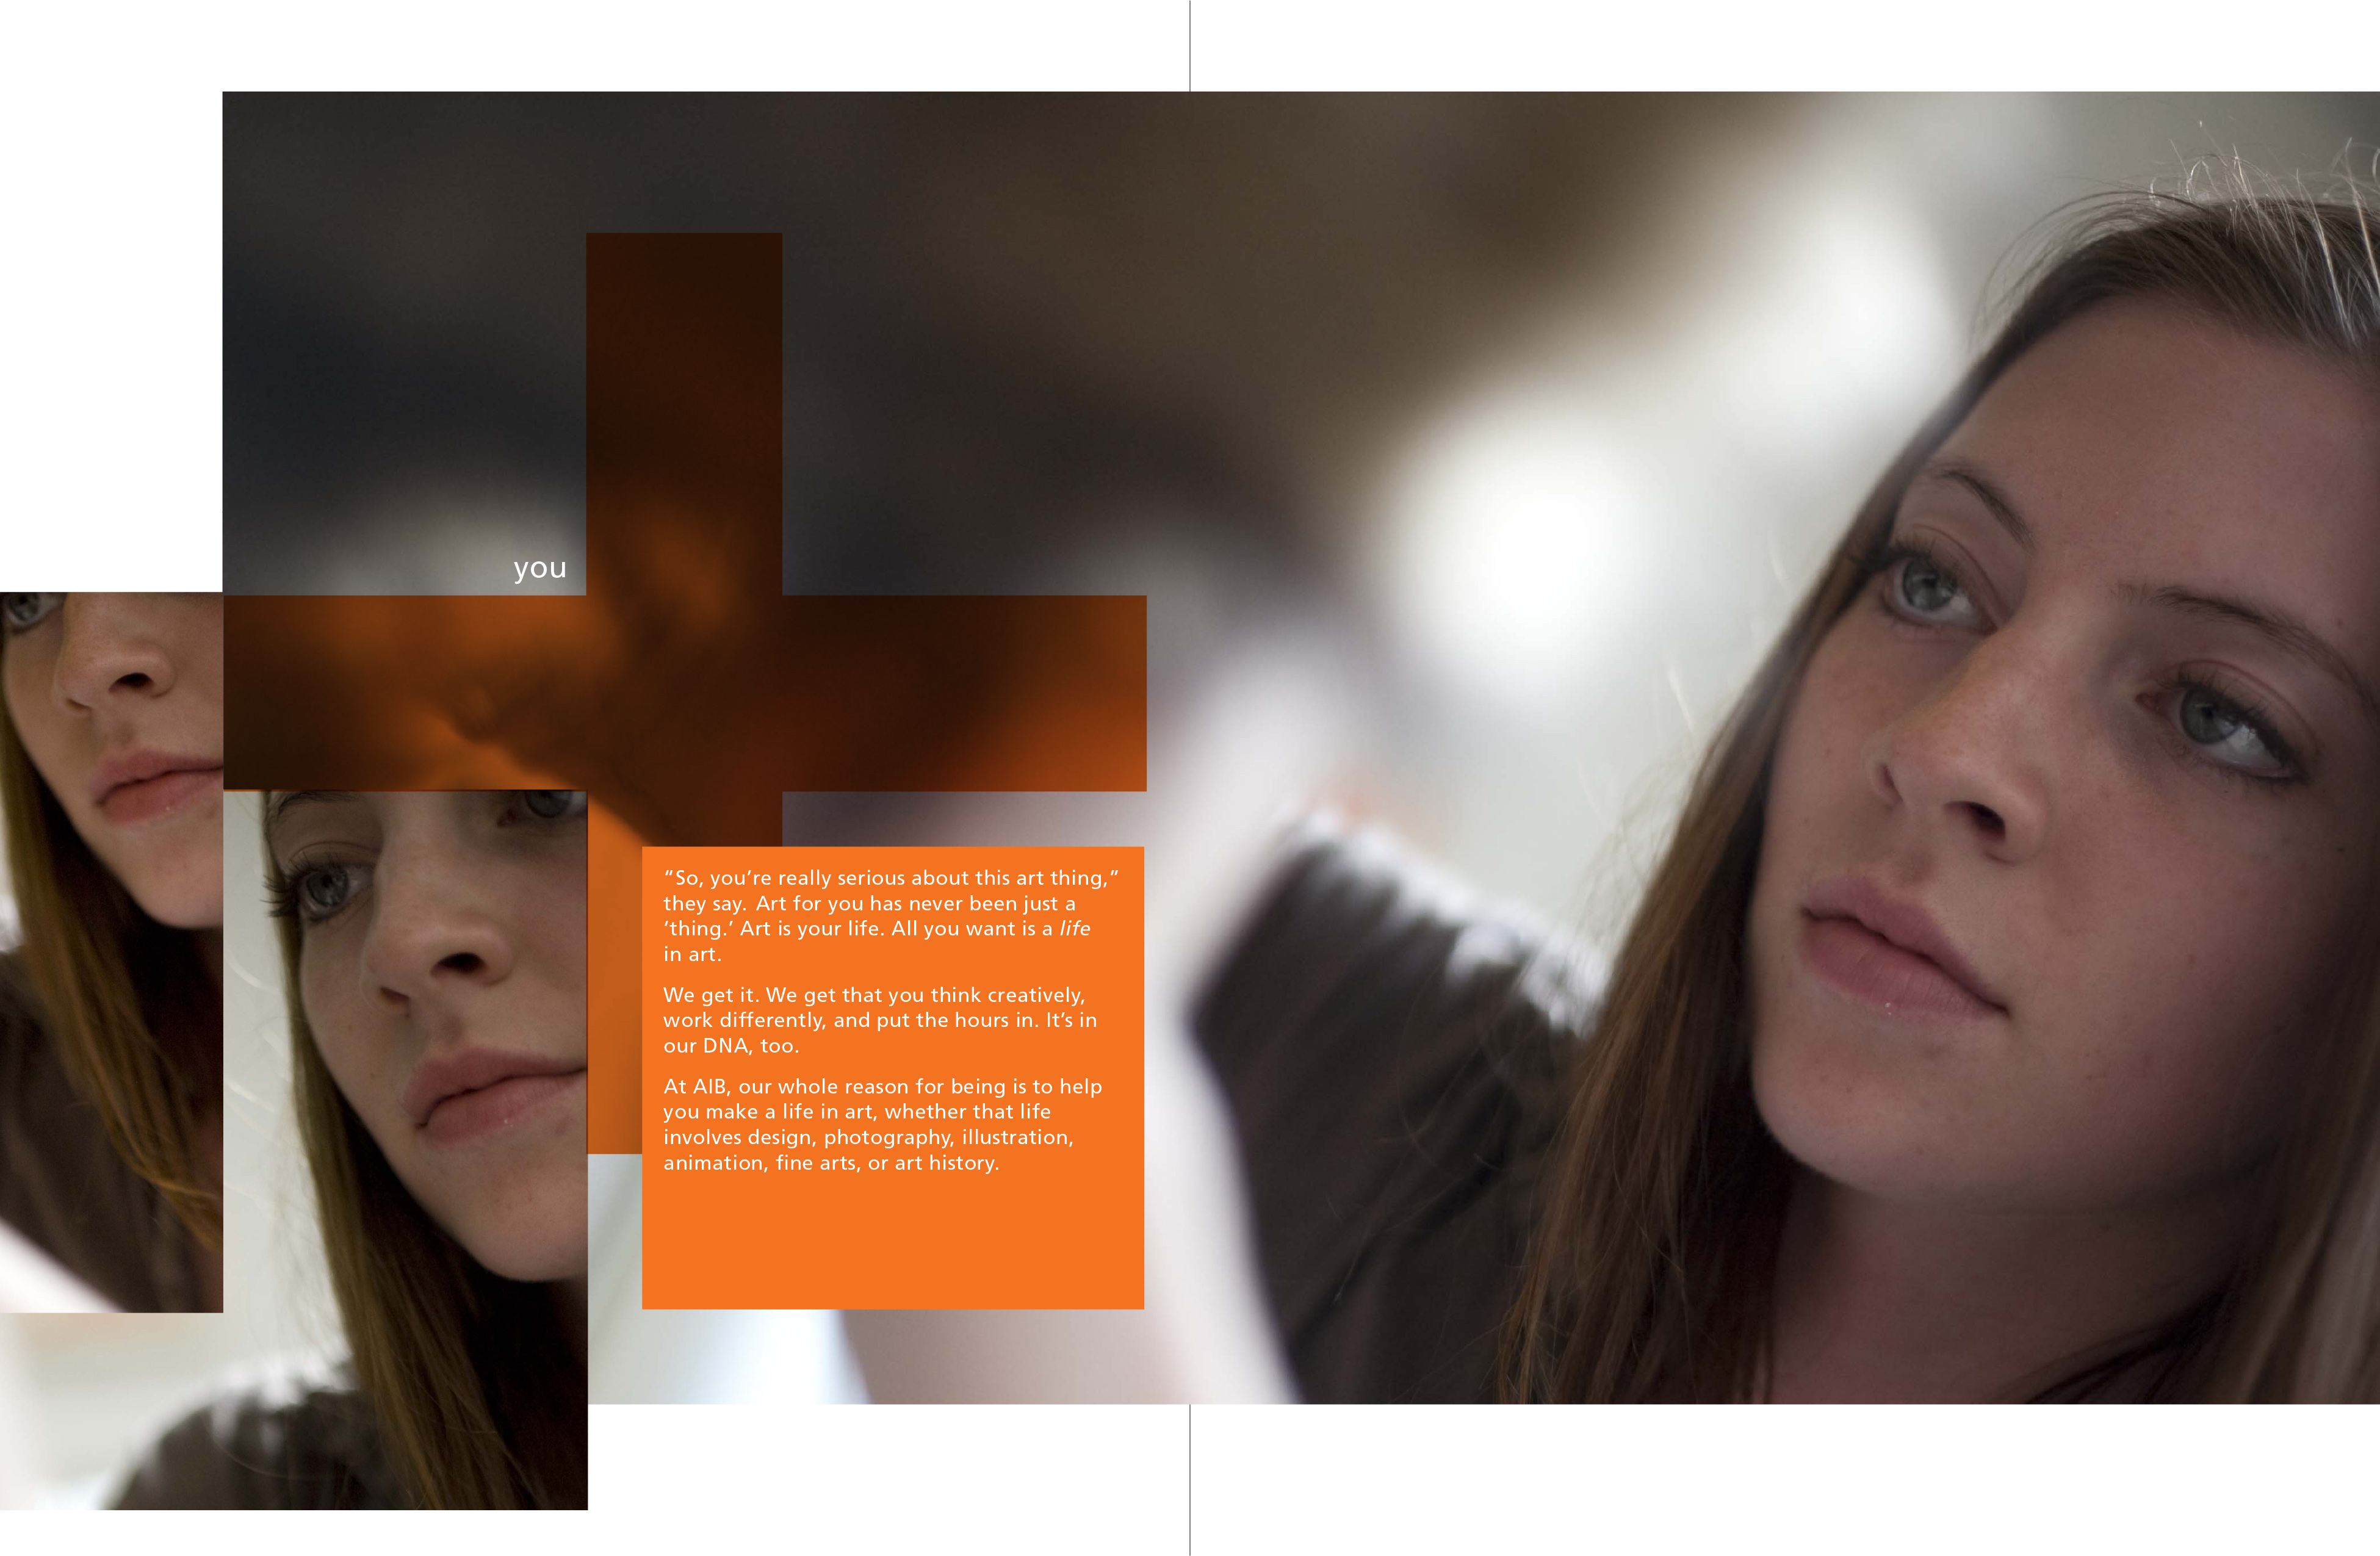 you
“So, you’re really serious about this art thing,”
they say. Art for you has never been just a
‘thing.’ Art is your life. All you want is a life
in art.
We get it. We get that you think creatively,
work differently, and put the hours in. It’s in
our DNA, too.
At AIB, our whole reason for being is to help
you make a life in art, whether that life
involves design, photography, illustration,
animation, fine arts, or art history.